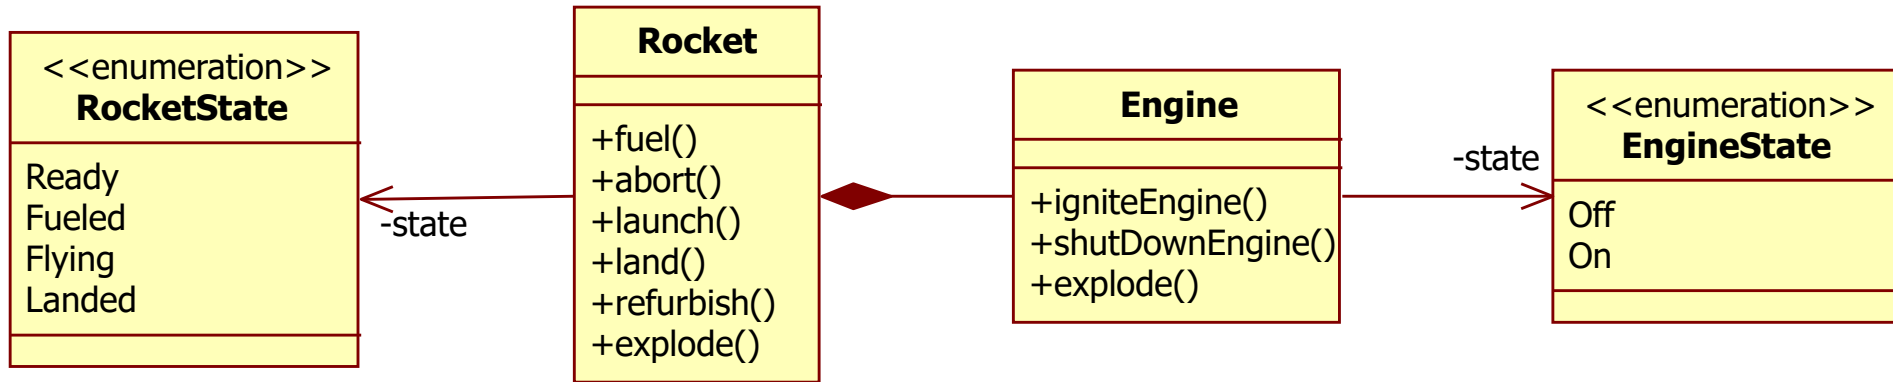 <<enumeration>>
RocketState
Ready
Fueled
Flying
Landed
-state
Rocket
+fuel()
+abort()
+launch()
+land()
+refurbish()
+explode()
Engine
+igniteEngine()
+shutDownEngine()
+explode()
-state
<<enumeration>>
EngineState
Off
On